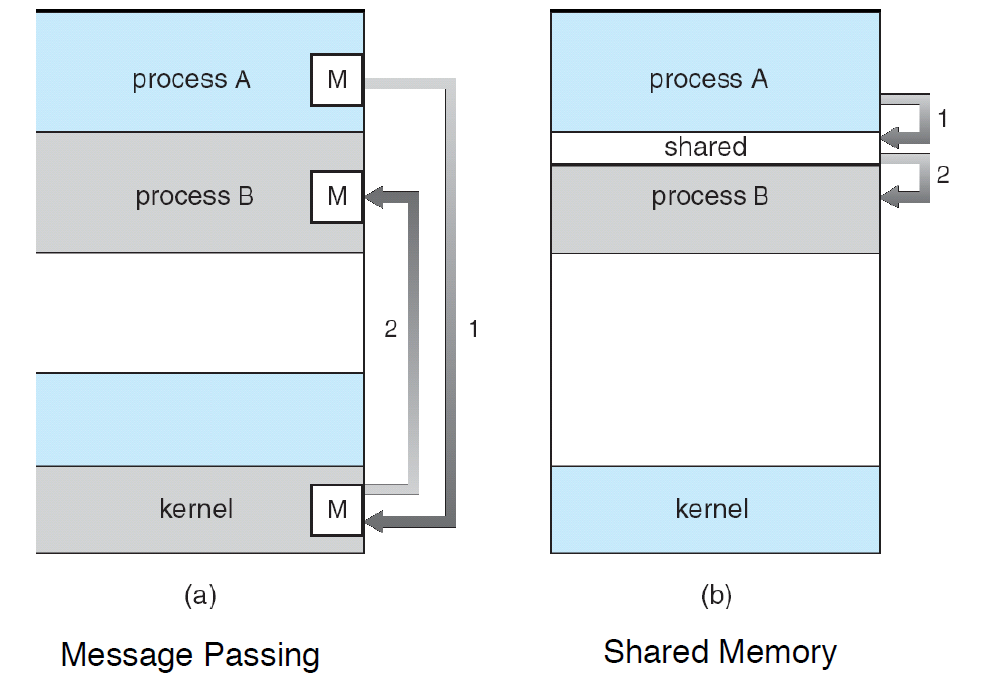 process A
M
process B
M
2
1
kernel
M
(a)
Message Passing
process A
1
shared
2
process B
kernel
(b)
Shared Memory